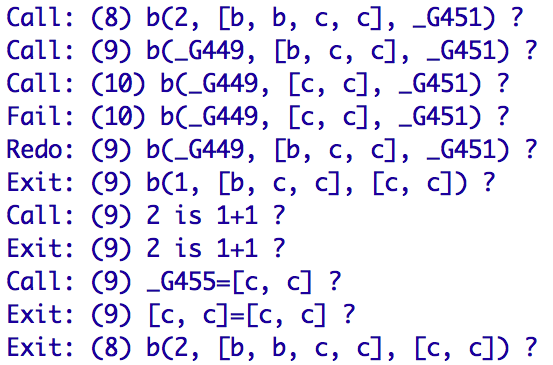 Call: (8) b(2, [b, b, c, c], _G451) ?
Call: (9) b(_G449, [b, c, c], _G451) ?
Call: (10) b(_G449, [c, c], _G451) ?
Fail: (10) b(_G449, [c, c], _G451) ?
Redo: (9) b(_G449, [b, c, c], _G451) ?
Exit: (9) b(1, [b, c, c], [c, c]) ?
Call: (9) 2 is 1+1 ?
Exit: (9) 2 is 1+1 ?
Call: (9) _G455=[c, c] ?
Exit: (9) [c, c]=[c, c] ?
Exit: (8) b(2, [b, b, c, c], [c, c]) ?